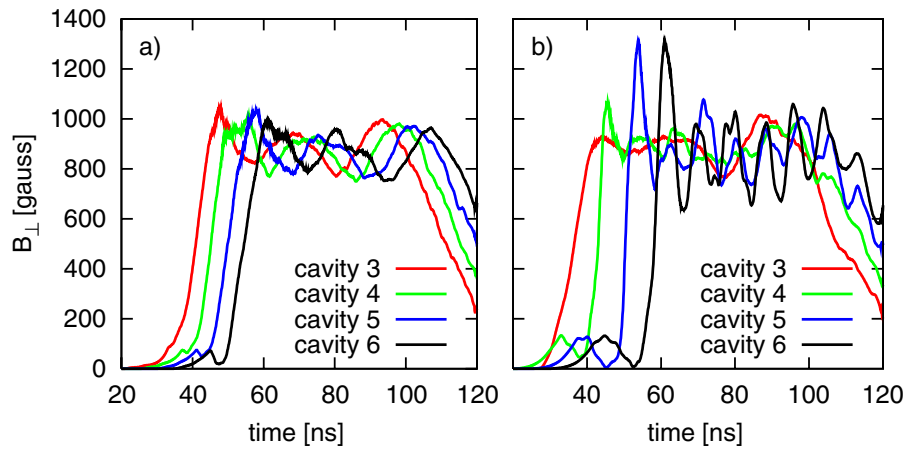 1400
1200
1000
800
600
400
200
0
B⊥ [gauss]
a)
cavity 3
cavity 4
cavity 5
cavity 6
20 40 60 80 100 120
time [ns]
b)
cavity 3
cavity 4
cavity 5
cavity 6
40 60 80 100 120
time [ns]